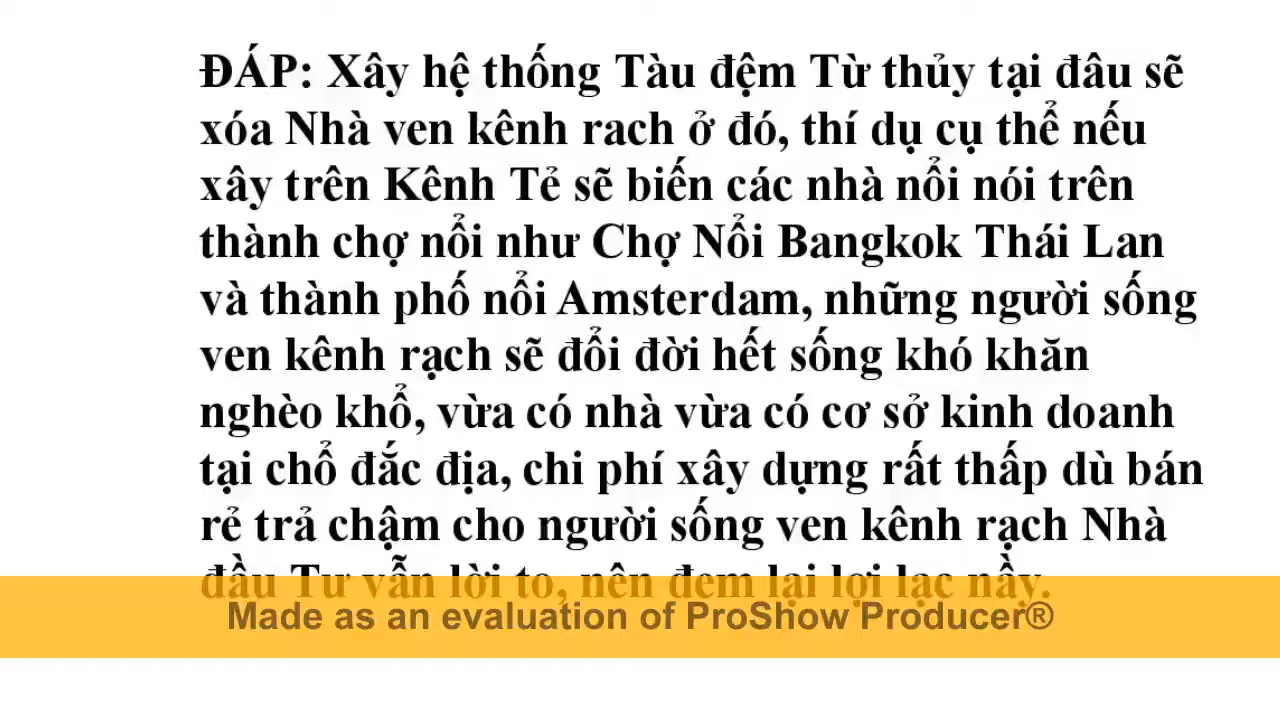 ĐÁP: Xây hệ thống Tàu đệm Từ thủy tại đâu sẽ
xóa Nhà ven kênh rach ở đó, thí dụ cụ thể nếu
xây trên Kênh Tẻ sẽ biến các nhà nổi nói trên
thành chợ nổi như Chợ Nổi Bangkok Thái Lan
và thành phố nổi Amsterdam, những người sống
ven kênh rạch sẽ đổi đời hết sống khó khăn
nghèo khổ, vừa có nhà vừa có cơ sở kinh doanh
tại chổ đắc địa, chi phí xây dựng rất thấp dù bán
rẻ trả chậm cho người sống ven kênh rạch Nhà
đầu Tư vẫn lời to, nên đem lại lợi lạc nầy.
Made as an evaluation of ProShow Producer®